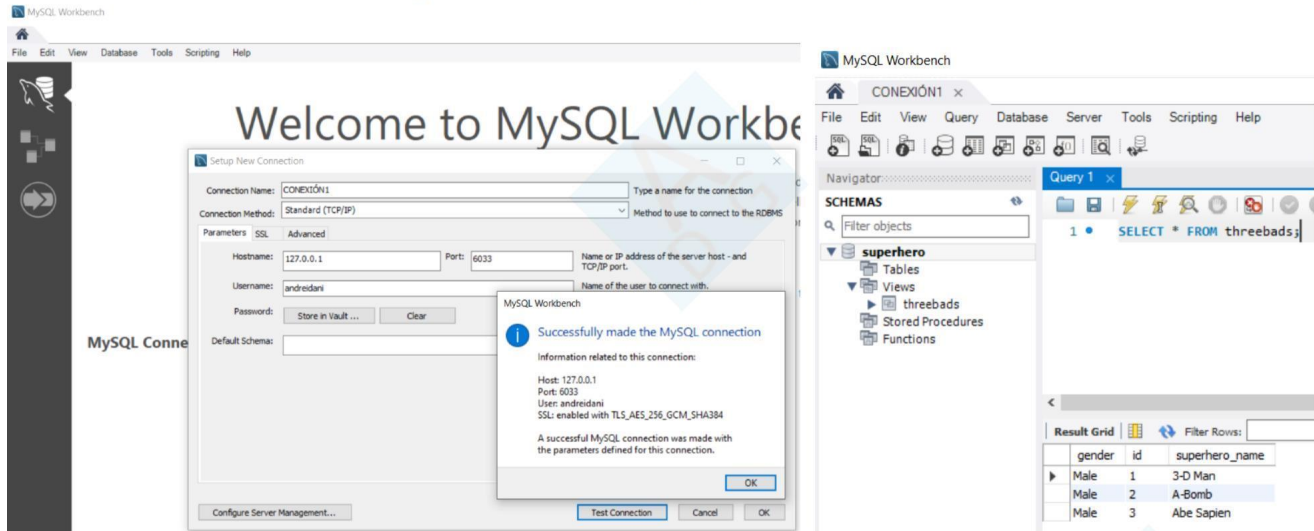 MySQL Workbench
File Edit View Database Tools Scripting Help
Welcome to MySQL Workbe
Setup New Connection
Connection Name: CONEXIÓN1 Type a name for the connection
Connection Method: Standard (TCP/IP) Method to use to connect to the RDBMS
Parameters SSL Advanced
Hostname: 127.0.0.1 Port: 6033 Name or IP address of the server host - and
TCP/IP port.
Username: andreidani Name of the user to connect with.
Password: Store in Vault ... Clear
MySQL Conne
Default Schema:
MySQL Workbench
Successfully made the MySQL connection
Information related to this connection:
Host: 127.0.0.1
Port: 6033
User: andreidani
SSL: enabled with TLS_AES_256_GCM_SHA384
A successful MySQL connection was made with
the parameters defined for this connection.
OK
Configure Server Management... Test Connection Cancel OK
MySQL Workbench
CONEXIÓN1 ×
File Edit View Query Database Server Tools Scripting Help
Navigator
SCHEMAS
Filter objects
superhero
Tables
Views
threebads
Stored Procedures
Functions
Query 1 ×
1 SELECT * FROM threebads;
Result Grid Filter Rows:
gender id superhero_name
Male 1 3-D Man
Male 2 A-Bomb
Male 3 Abe Sapien